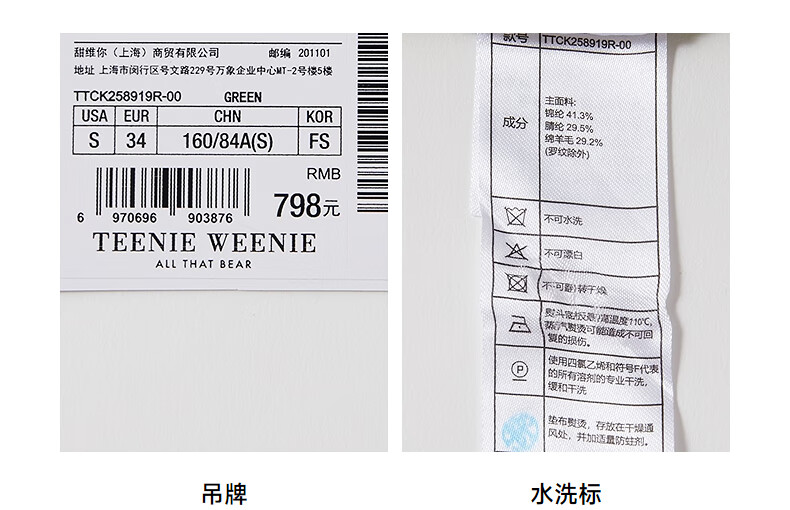 甜维你（上海）商贸有限公司 邮编 201101
地址 上海市闵行区号文路229号万象企业中心MT-2号楼5楼
TTCK258919R-00 GREEN
USA EUR CHN KOR
S 34 160/84A(S) FS
RMB
798元
6 970696 903876
TEENIE WEENIE
ALL THAT BEAR
吊牌
款号 TTCK258919R-00
成分
主面料:
锦纶 41.3%
腈纶 29.5%
绵羊毛 29.2%
(罗纹除外)
不可水洗
不可漂白
不可翻转干燥
熨斗底板最高温度110℃,
蒸汽熨烫可能造成不可回
复的损伤。
P
使用四氯乙烯和符号F代表
的所有溶剂的专业干洗,
缓和干洗
垫布熨烫, 存放在干燥通
风处, 并加适量防蛀剂.
水洗标